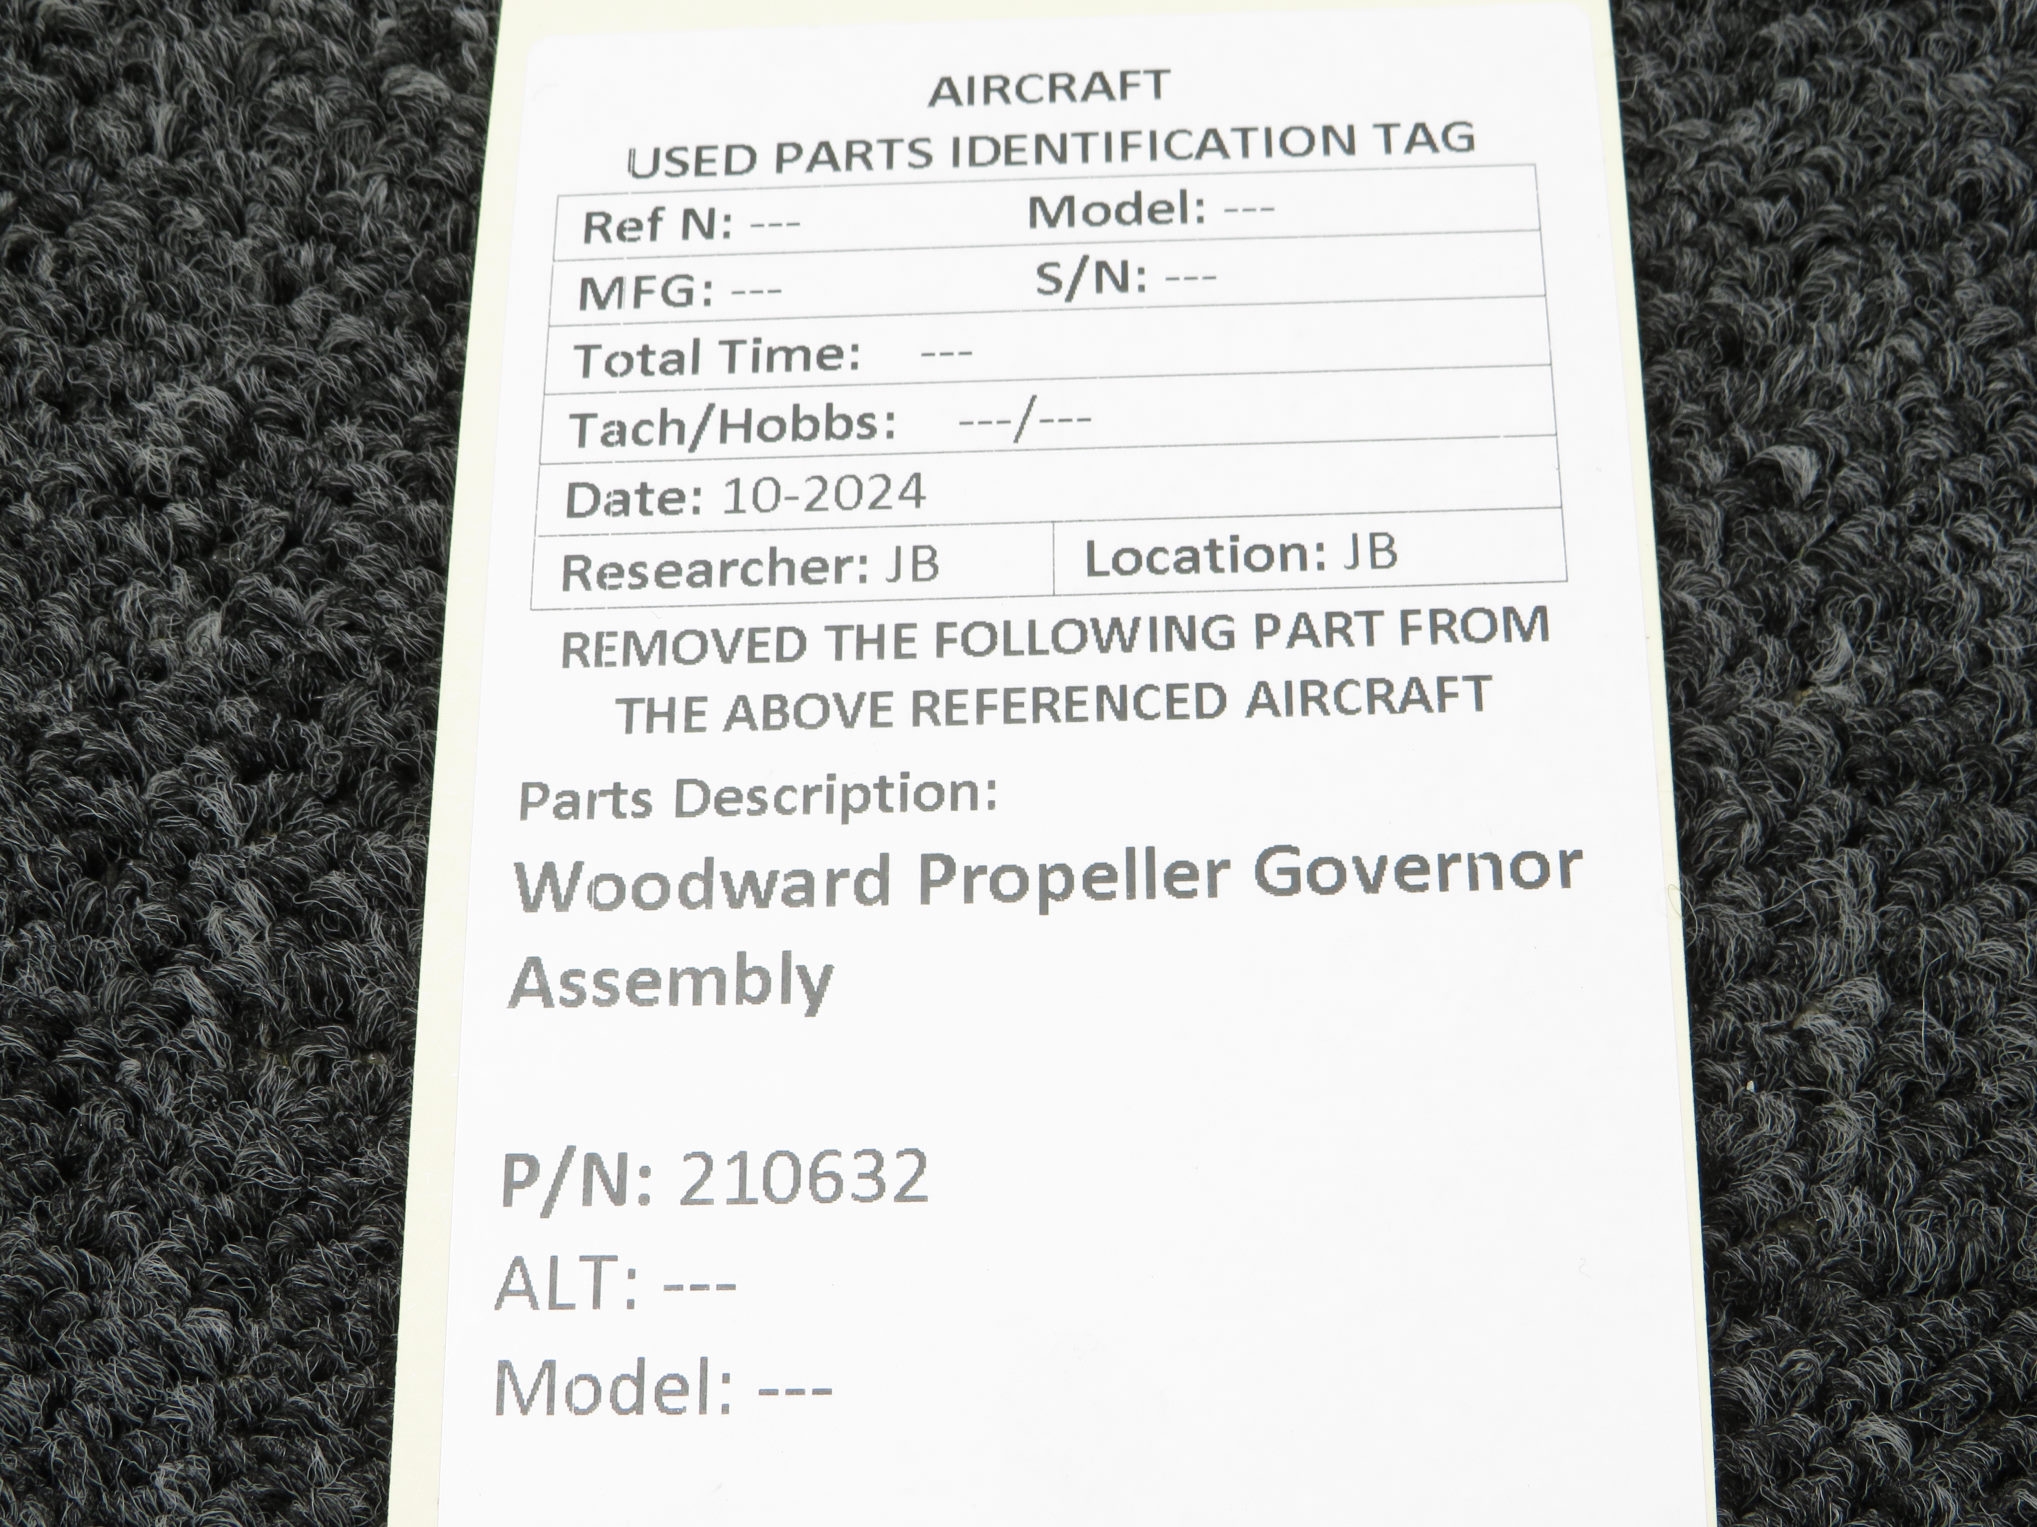 AIRCRAFT
USED PARTS IDENTIFICATION TAG
Ref N: --- Model: ---
MFG: --- S/N: ---
Total Time: ---
Tach/Hobbs: ---/---
Date: 10-2024
Researcher: JB Location: JB
REMOVED THE FOLLOWING PART FROM
THE ABOVE REFERENCED AIRCRAFT
Parts Description:
Woodward Propeller Governor
Assembly
P/N: 210632
ALT: ---
Model: ---